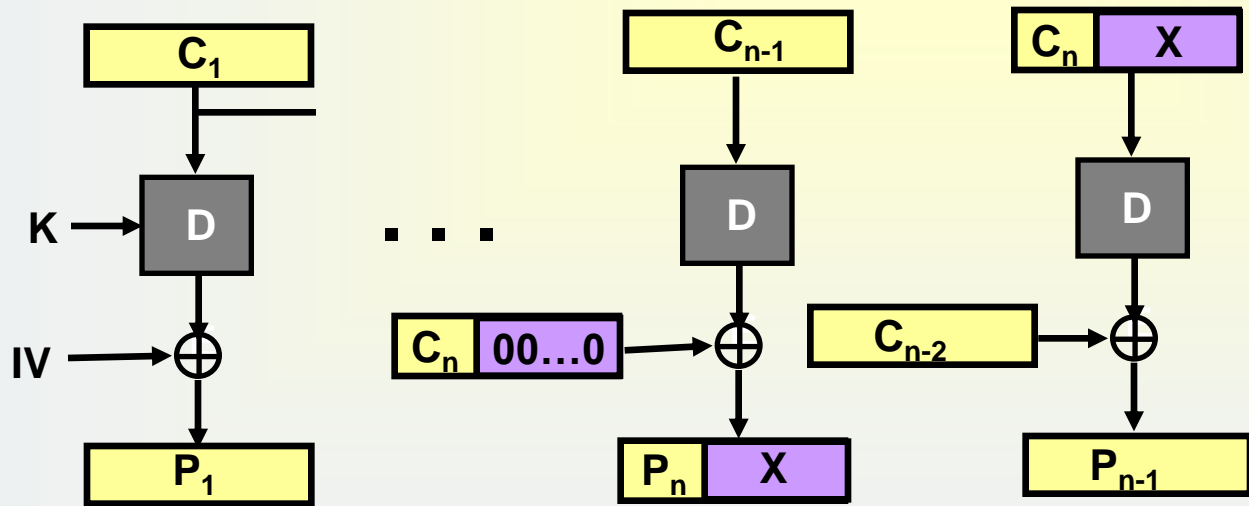 C₁
Cₙ₋₁
Cₙ X
K
D
D
D
. . .
IV
Cₙ 00…0
Cₙ₋₂
P₁
Pₙ X
Pₙ₋₁